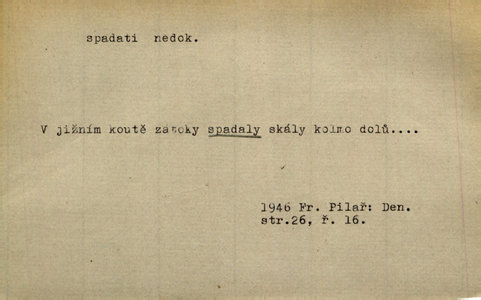 spadati nedok.
V jižním koutě zátoky spadaly skály kolmo dolů....
1946 Fr. Pilař: Den.
str.26, ř. 16.